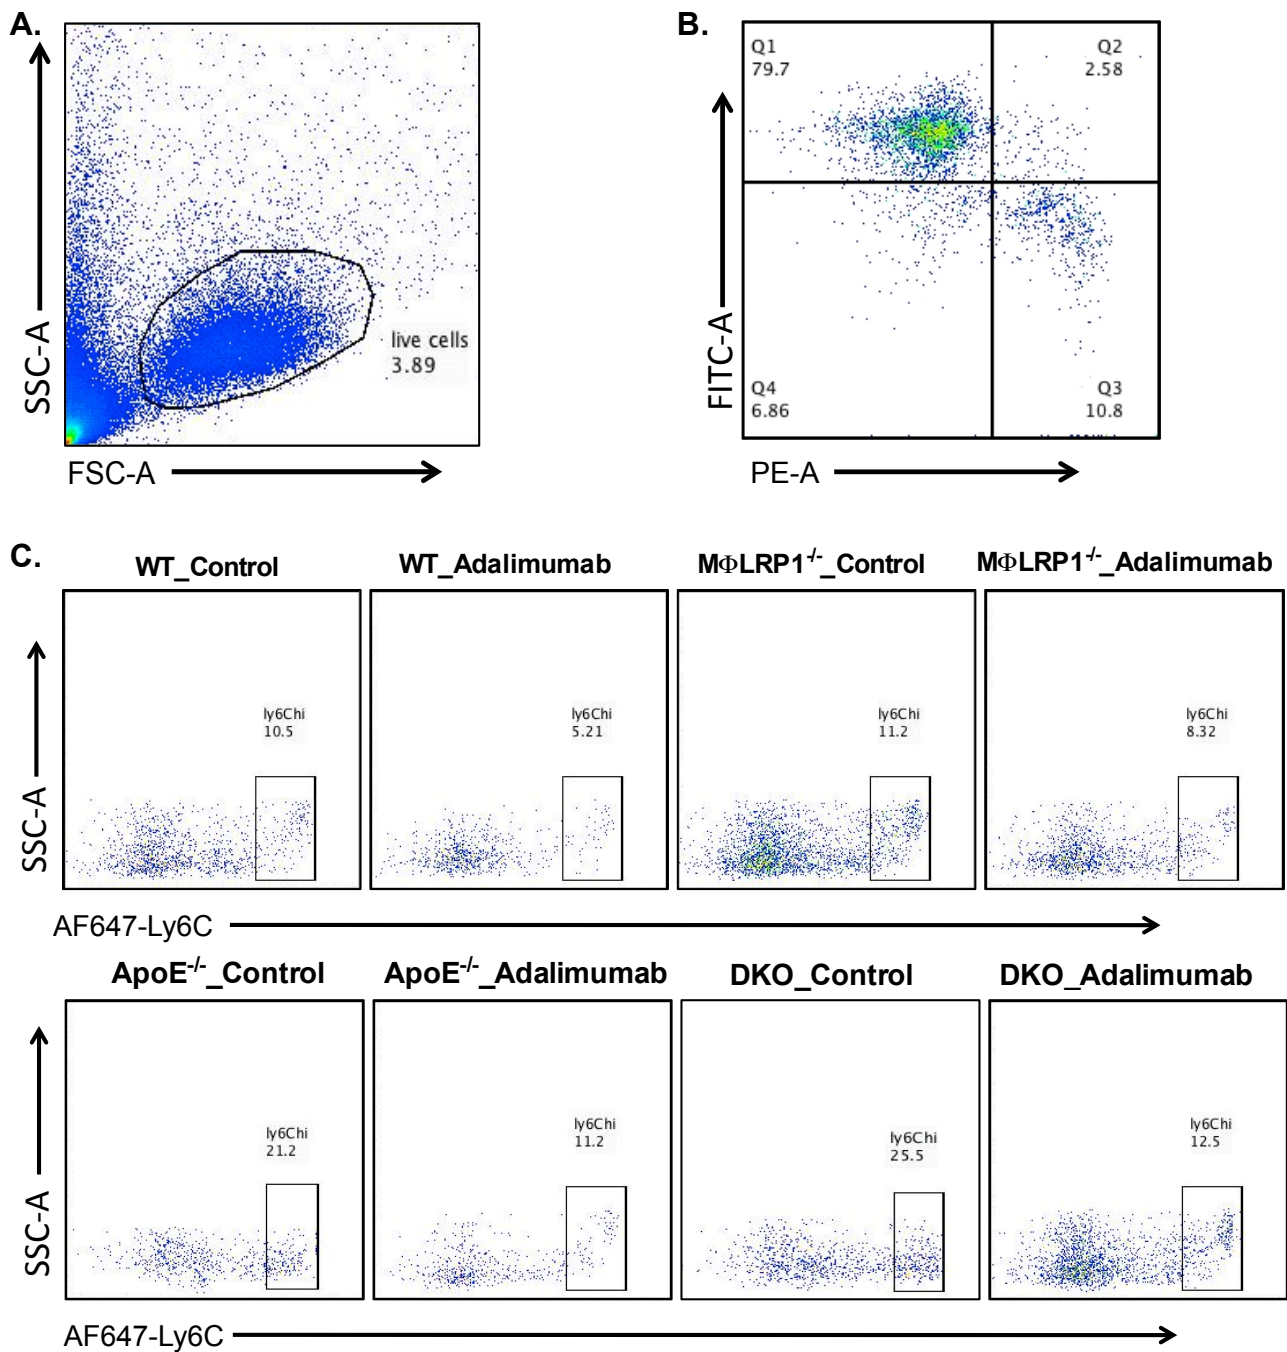 A.
SSC-A
live cells
3.89
FSC-A
B.
Q1
79.7
Q2
2.58
Q4
6.86
Q3
10.8
FITC-A
PE-A
C.
WT_Control
WT_Adalimumab
MΦLRP1-/-_Control
MΦLRP1-/-_Adalimumab
SSC-A
ly6Chi
10.5
ly6Chi
5.21
ly6Chi
11.2
ly6Chi
8.32
AF647-Ly6C
ApoE-/-_Control
ApoE-/-_Adalimumab
DKO_Control
DKO_Adalimumab
SSC-A
ly6Chi
21.2
ly6Chi
11.2
ly6Chi
25.5
ly6Chi
12.5
AF647-Ly6C